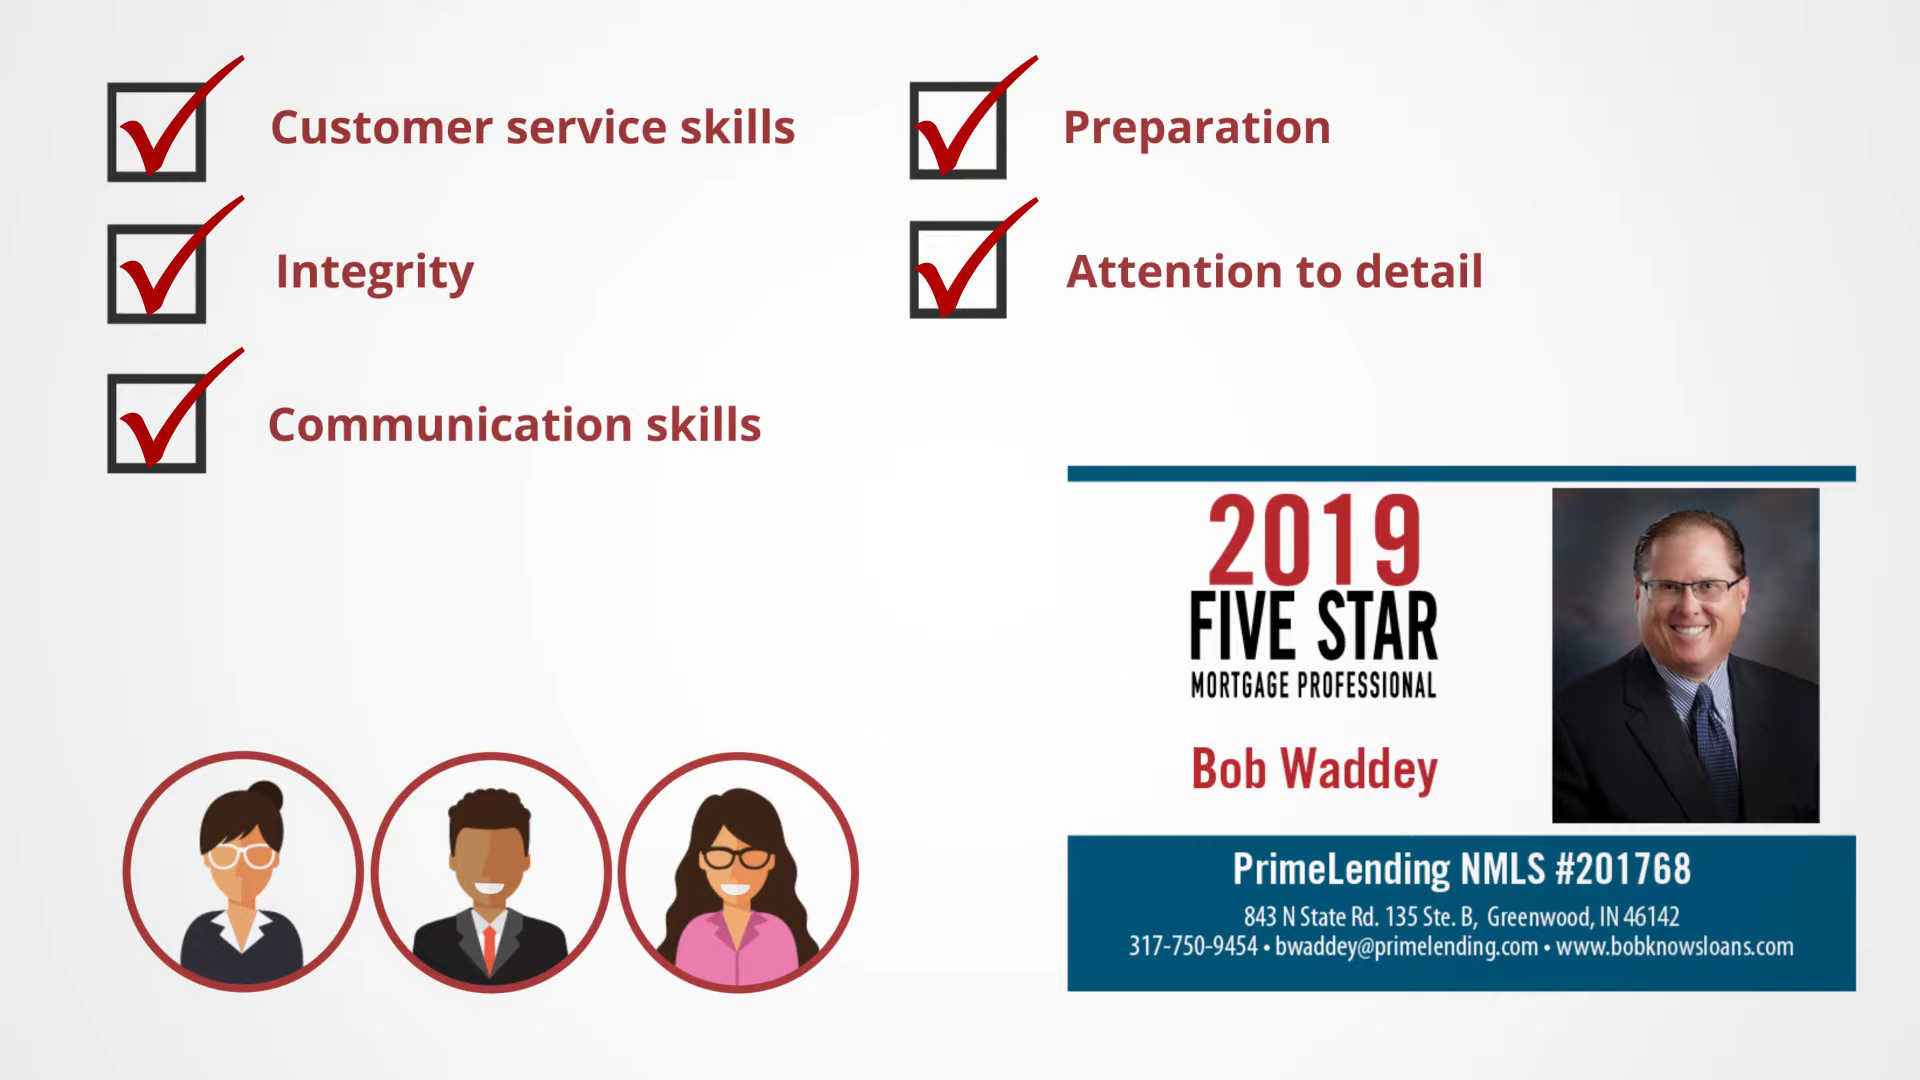 Customer service skills
Integrity
Communication skills
Preparation
Attention to detail
2019
FIVE STAR
MORTGAGE PROFESSIONAL
Bob Waddey
PrimeLending NMLS #201768
843 N State Rd. 135 Ste. B, Greenwood, IN 46142
317-750-9454 • bwaddey@primelending.com • www.bobknowsloans.com